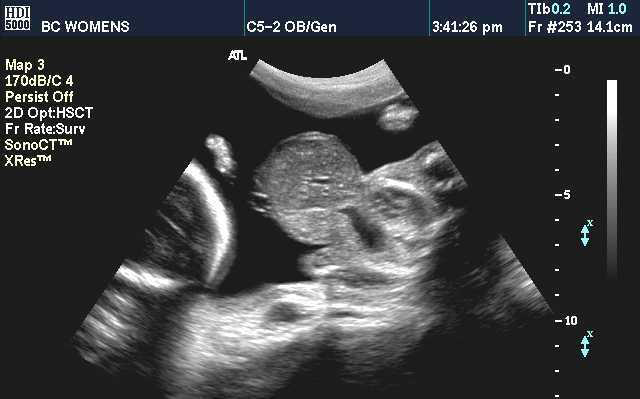 HDI
5000
BC WOMENS
C5-2 OB/Gen
3:41:26 pm
TIb0.2 MI 1.0
Fr #253 14.1cm
ATL
Map 3
170dB/C 4
Persist Off
2D Opt:HSCT
Fr Rate:Surv
SonoCT™
XRes™
0
5
x
10
x